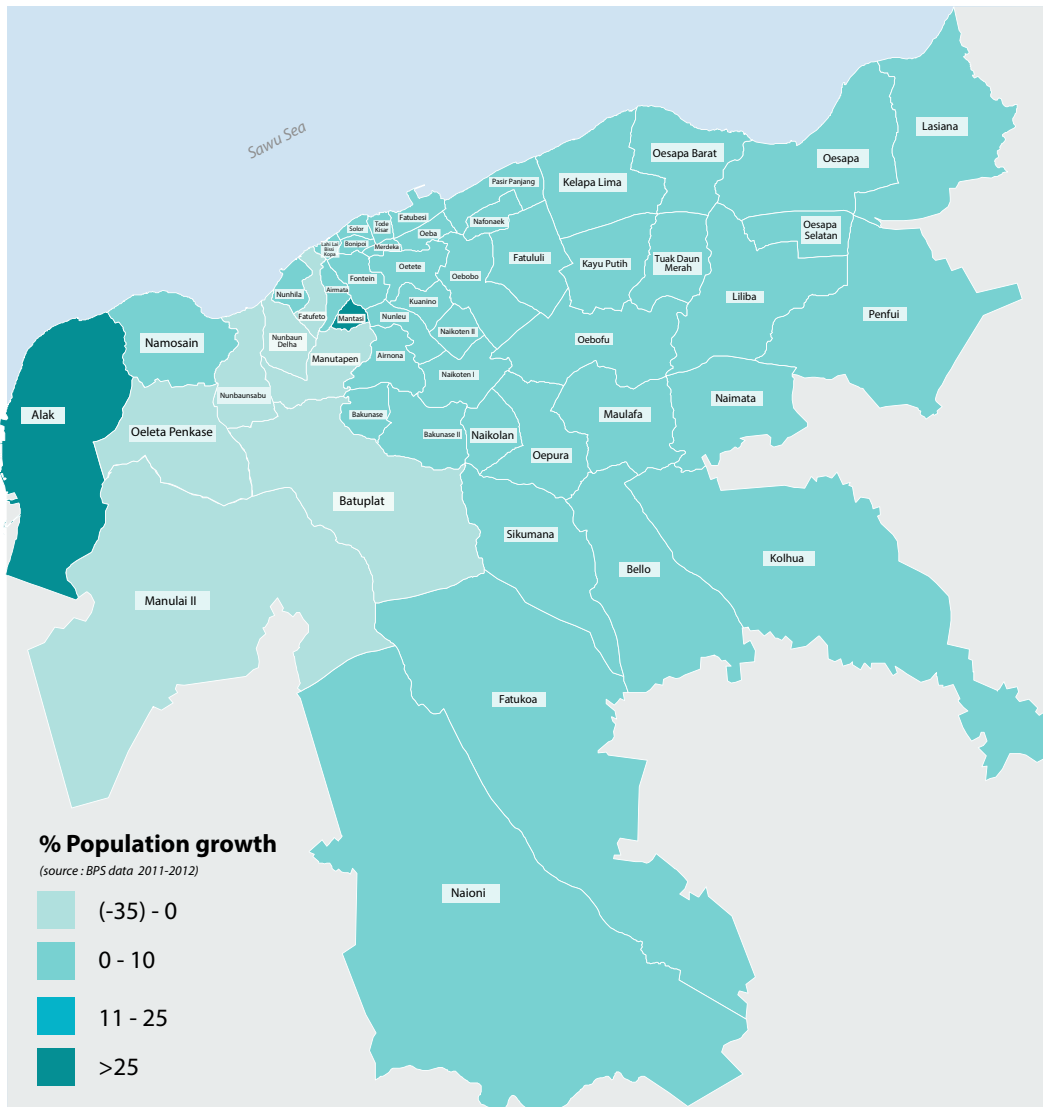 Sawu Sea
Lasiana
Oesapa Barat
Oesapa
Pasir Panjang
Kelapa Lima
Fatubesi
Tode
Kisar
Nafonaek
Solor
Oeba
Oesapa
Selatan
Lahi Lai
Bissi
Kopa
Bonipoi
Merdeka
Fatululi
Kayu Putih
Tuak Daun
Merah
Oetete
Oebobo
Fontein
Airmata
Nunhila
Liliba
Kuanino
Penfui
Fatufeto
Mantasi
Nunleu
Naikoten II
Namosain
Nunbaun
Delha
Oebofu
Manutapen
Airnona
Naikoten I
Nunbaunsabu
Naimata
Alak
Bakunase
Maulafa
Oeleta Penkase
Bakunase II
Naikolan
Oepura
Batuplat
Sikumana
Kolhua
Bello
Manulai II
Fatukoa
Naioni
% Population growth
(source : BPS data 2011-2012)
(-35) - 0
0 - 10
11 - 25
>25